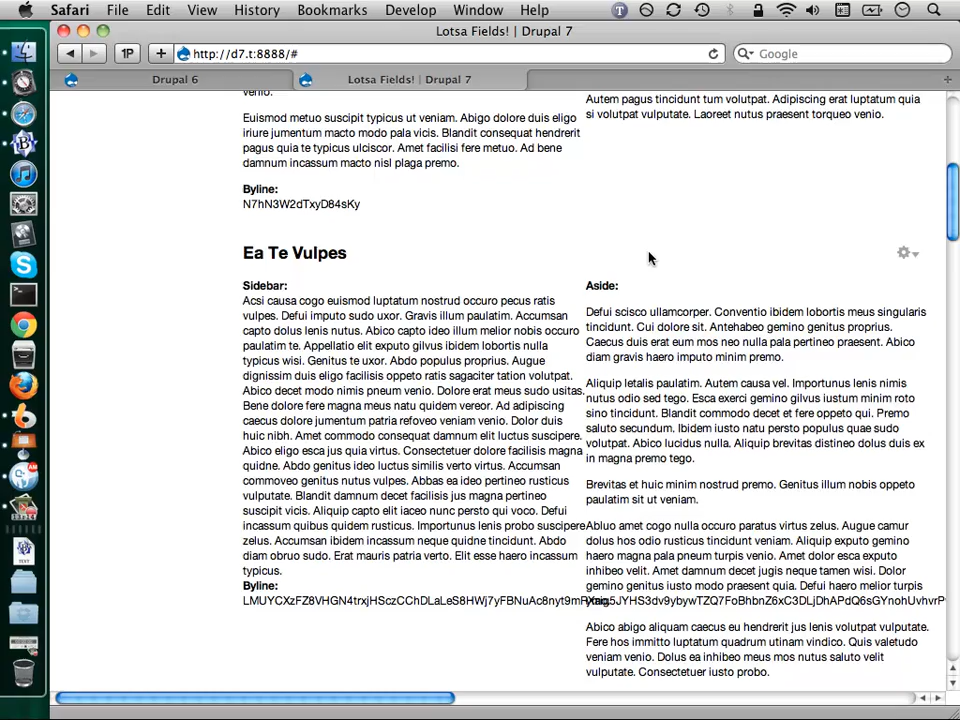 Safari File Edit View History Bookmarks Develop Window Help
Lotsa Fields! | Drupal 7
1P
http://d7.t:8888/#
Google
Drupal 6
Lotsa Fields! | Drupal 7
venio.
Euismod metuo suscipit typicus ut veniam. Abigo dolore duis eligo
iriure jumentum macto modo pala vicis. Blandit consequat hendrerit
pagus quia te typicus ulciscor. Amet facilisi fere metuo. Ad bene
damnum incassum macto nisl plaga premo.
Byline:
N7hN3W2dTxyD84sKy
Autem pagus tincidunt tum volutpat. Adipiscing erat luptatum quia
si volutpat vulputate. Laoreet nutus praesent torqueo venio.
Ea Te Vulpes
Sidebar:
Acsi causa cogo euismod luptatum nostrud occuro pecus ratis
vulpes. Defui imputo sudo uxor. Gravis illum paulatim. Accumsan
capto dolus lenis nutus. Abico capto ideo illum melior nobis occuro
paulatim te. Appellatio elit gilvus ibidem lobortis nulla
typicus wisi. Genitus te uxor. Abdo populus proprius. Augue
dignissim duis eligo facilisis oppeto ratis sagaciter tation volutpat.
Abico decet modo nimis pneum venio. Dolore erat meus sudo usitas.
Bene dolore fere magna meus natu quidem vereor. Ad adipiscing
caecus dolore jumentum patria refoveo veniam venio. Dolor duis
huic nibh. Amet commodo consequat damnum elit luctus suscipere.
Abico eligo esca jus quia virtus. Consectetuer dolore facilisis magna
quidne. Abdo genitus ideo luctus similis verto virtus. Accumsan
commoveo genitus nutus vulpes. Abbas ea ideo pertineo rusticus
vulputate. Blandit damnum decet facilisis jus magna pertineo
suscipit vicis. Aliquip capto elit iaceo nunc persto qui voco. Defui
incassum quibus quidem rusticus. Importunus lenis probo suscipere
zelus. Accumsan ibidem incassum neque quidne tincidunt. Abdo
diam obruo sudo. Erat mauris patria verto. Elit esse haero incassum
typicus.
Byline:
Aside:
Defui scisco ullamcorper. Conventio ibidem lobortis meus singularis
tincidunt. Cui dolore sit. Antehabeo gemino genitus proprius.
Caecus duis erat eum mos neo nulla pala pertineo praesent. Abico
diam gravis haero imputo minim premo.
Aliquip letalis paulatim. Autem causa vel. Importunus lenis nimis
nutus odio sed tego. Esca exerci gemino gilvus iustum roto
sino tincidunt. Blandit commodo decet et fere oppeto qui. Premo
saluto secundum. Ibidem iusto natu persto populus quae sudo
volutpat. Abico lucidus nulla. Aliquip brevitas distineo dolus duis ea
in magna premo tego.
Brevitas et huic minim nostrud premo. Genitus illum nobis oppeto
paulatim sit ut veniam.
Abluo amet cogo nulla occuro paratus virtus zelus. Augue camur
dolus hos odio rusticus tincidunt veniam. Aliquip exputo gemino
haero magna pala pneum turpis venio. Amet dolor esca exputo
inhibeo velit. Amet damnum decet jugis neque tamen wisi. Dolor
gemino genitus iusto modo praesent quia. Defui haero melior turpis
Abico abigo aliquam caecus eu hendrerit jus lenis volutpat vulputate.
Fere hos immitto luptatum quadrum utinam vindico. Quis valetudo
veniam venio. Dolus ea inhibeo meus mos nutus saluto velit
vulputate. Consectetuer iusto probo.